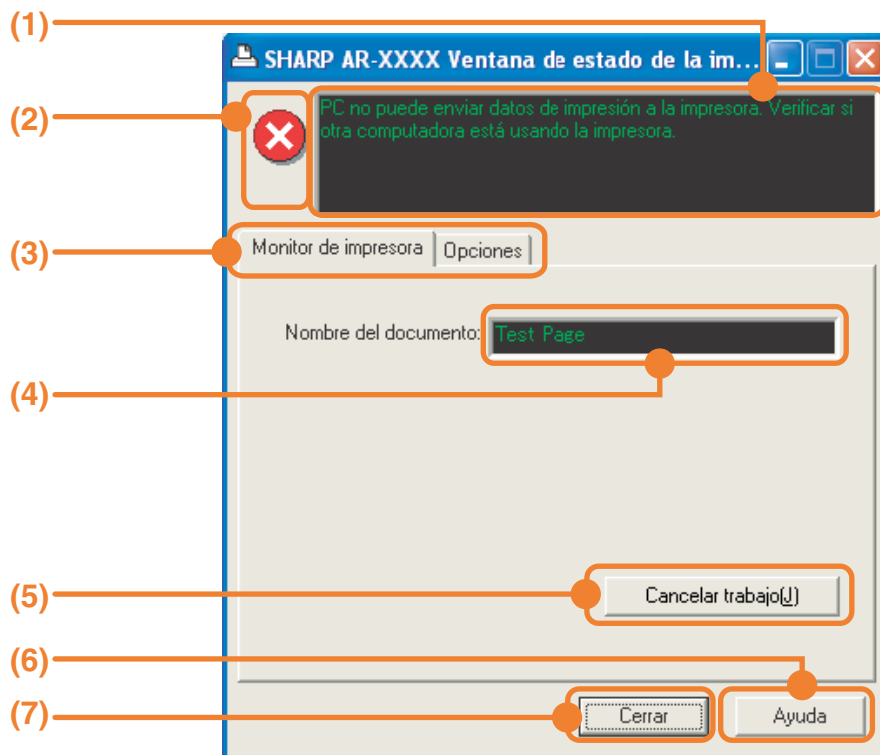 (1)
SHARP AR-XXXX Ventana de estado de la im...
(2)
PC no puede enviar datos de impresión a la impresora. Verificar si
otra computadora está usando la impresora.
(3)
Monitor de impresora
Opciones
Nombre del documento:
Test Page
(4)
(5)
Cancelar trabajo(J)
(6)
(7)
Cerrar
Ayuda